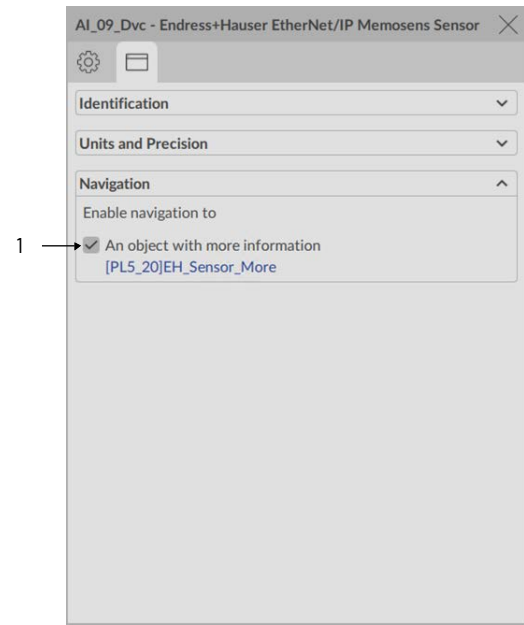 AI_09_Dvc - Endress+Hauser EtherNet/IP Memosens Sensor
Identification
Units and Precision
Navigation
Enable navigation to
1
An object with more information
[PL5_20]EH_Sensor_More